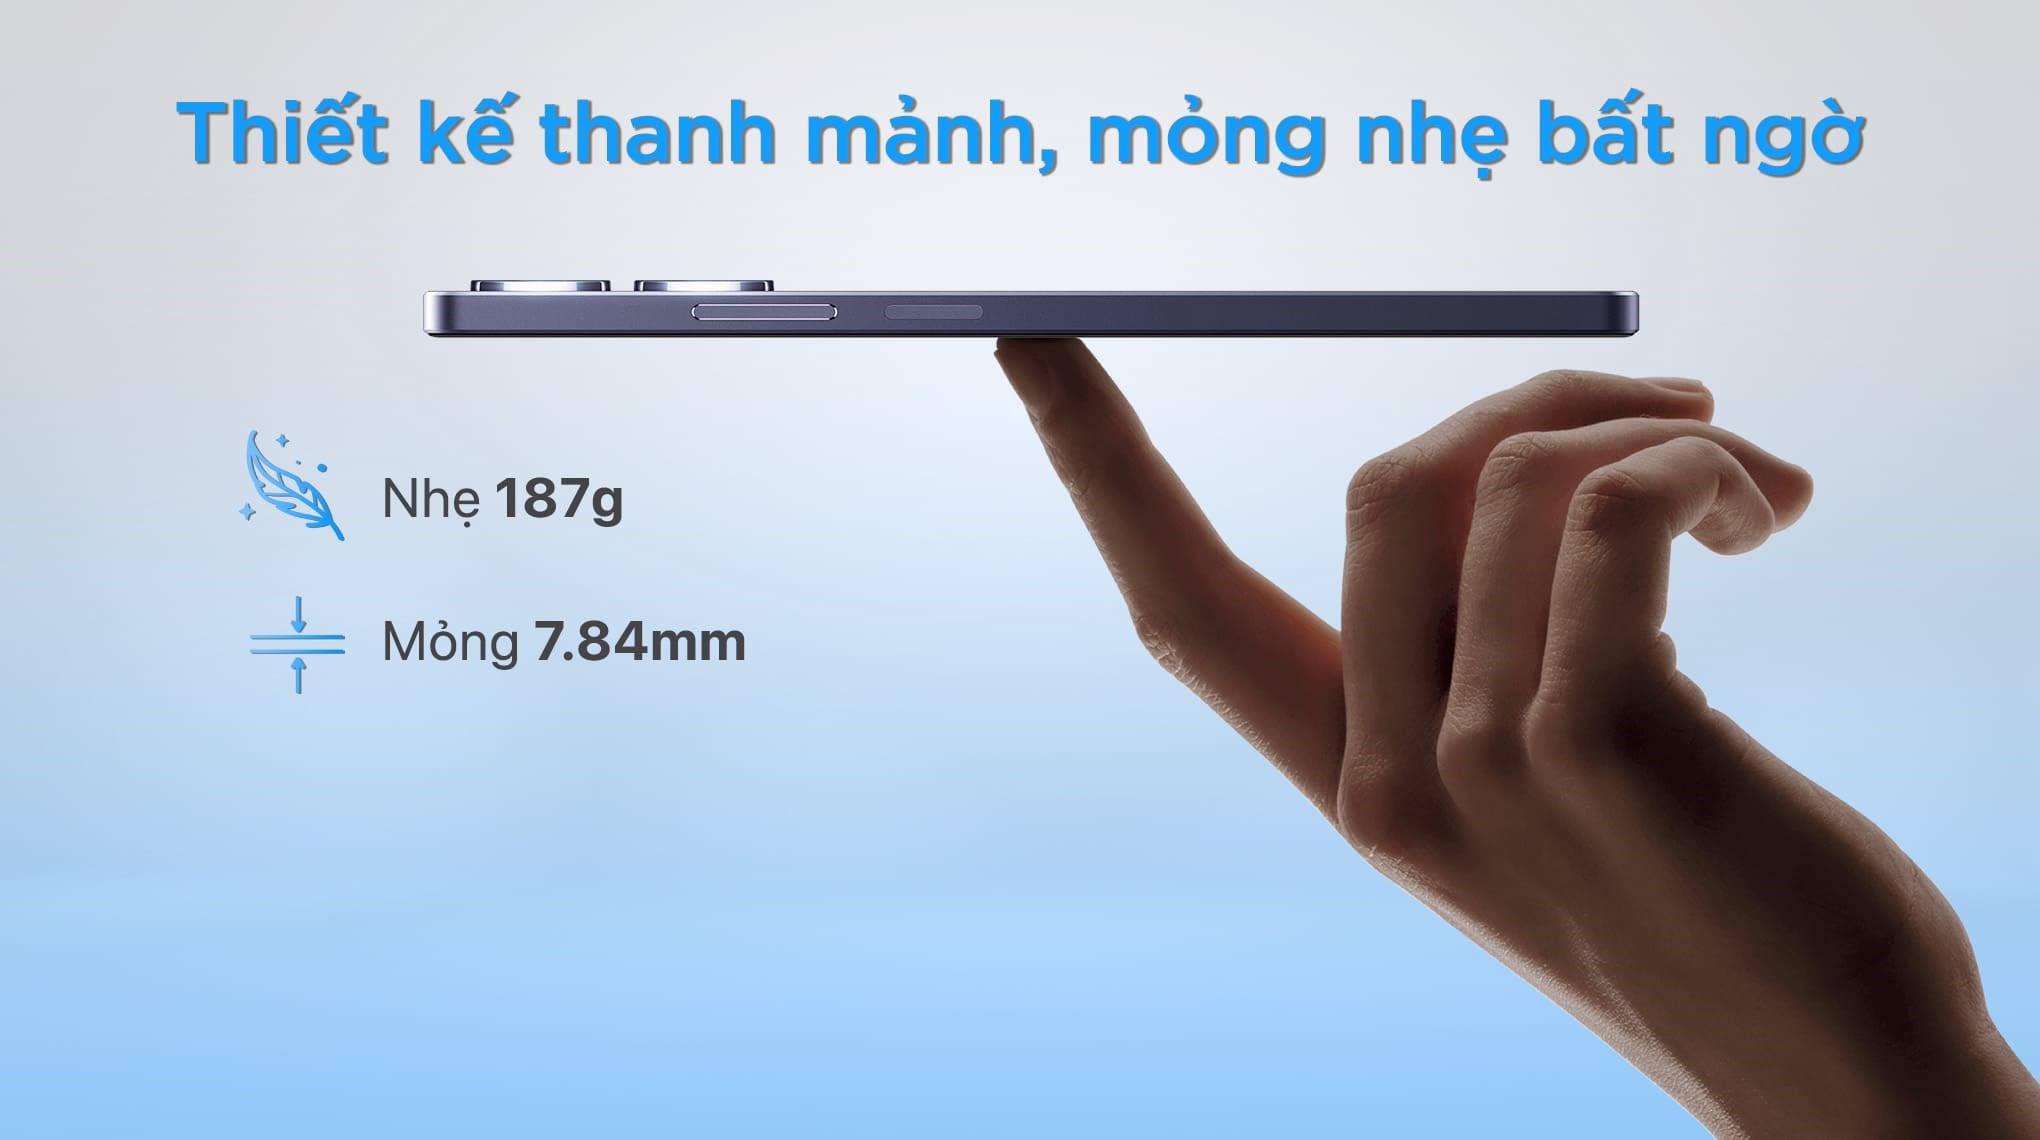 Thiết kế thanh mảnh, mỏng nhẹ bất ngờ
Nhẹ 187g
Mỏng 7.84mm